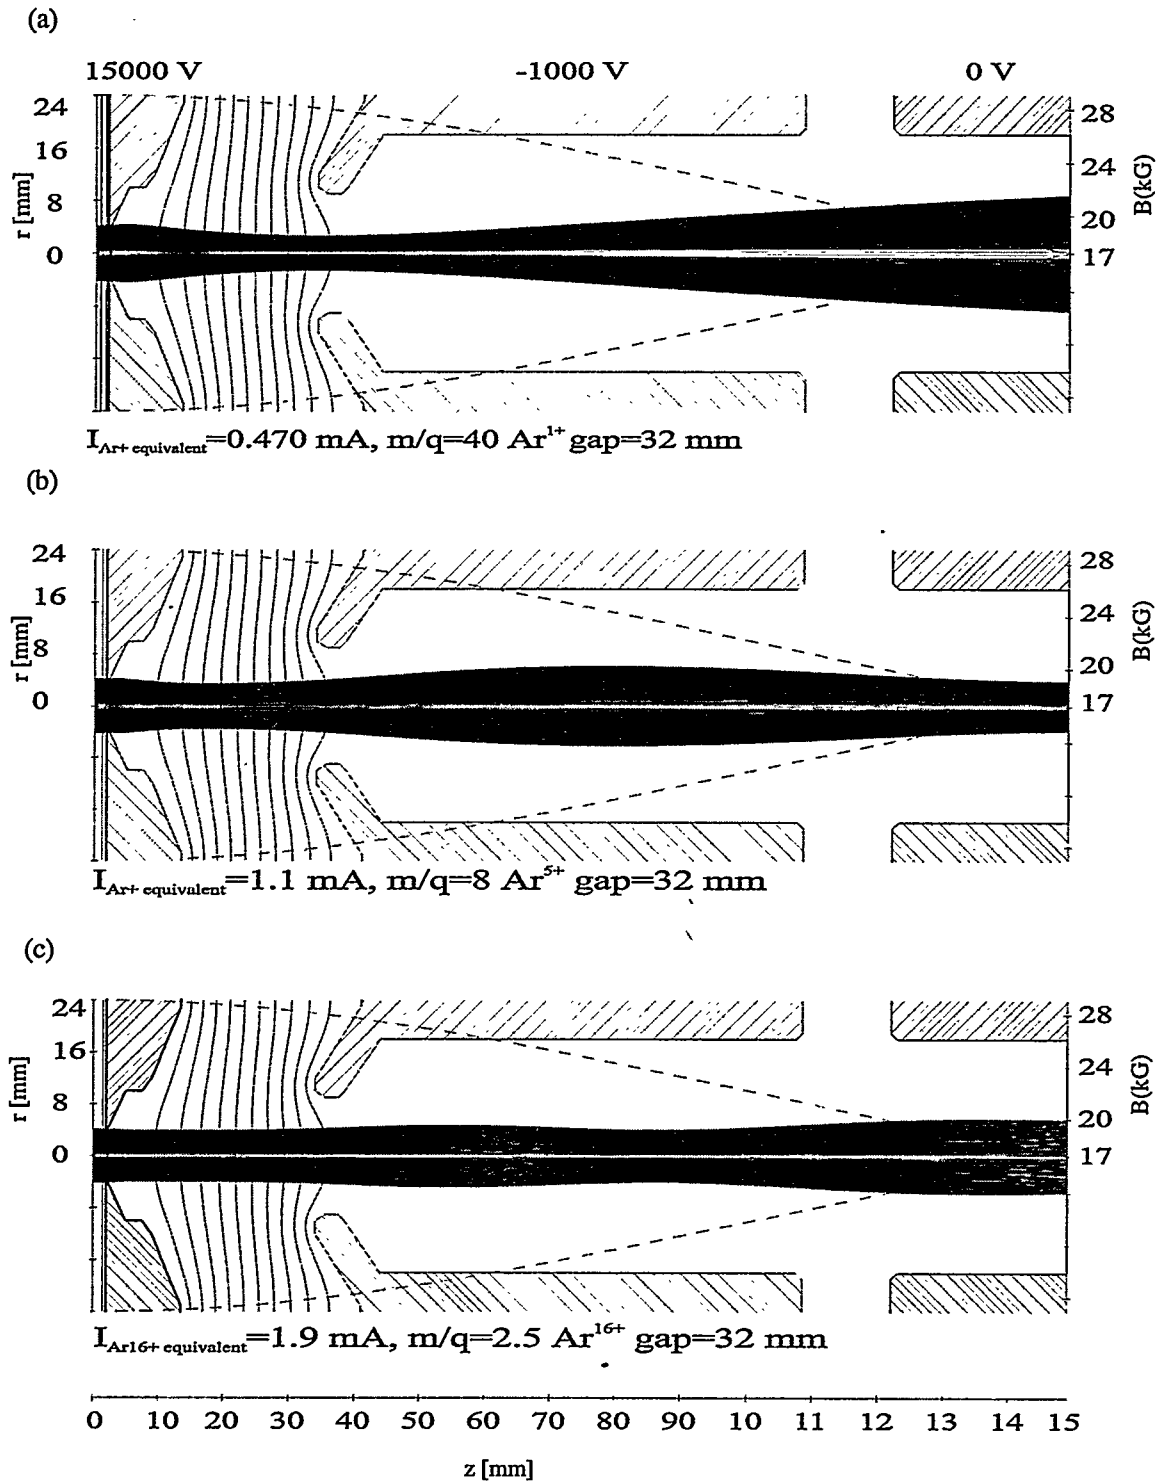 (a)
15000 V -1000 V 0 V
24
16
8
0
r [mm]
28
24
20
17
B(kG)
I Ar+ equivalent=0.470 mA, m/q=40 Ar1+ gap=32 mm
(b)
24
16
8
0
r [mm]
28
24
20
17
B(kG)
I Ar+ equivalent=1.1 mA, m/q=8 Ar5+ gap=32 mm
(c)
24
16
8
0
r [mm]
28
24
20
17
B(kG)
I Ar16+ equivalent=1.9 mA, m/q=2.5 Ar16+ gap=32 mm
0 10 20 30 40 50 60 70 80 90 10 11 12 13 14 15
z [mm]